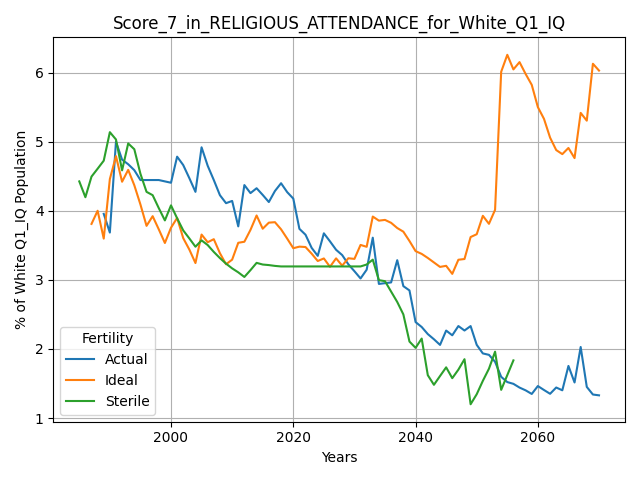 Score_7_in_RELIGIOUS_ATTENDANCE_for_White_Q1_IQ
% of White Q1_IQ Population
6
5
4
3
2
1
Fertility
Actual
Ideal
Sterile
2000
2020
2040
2060
Years